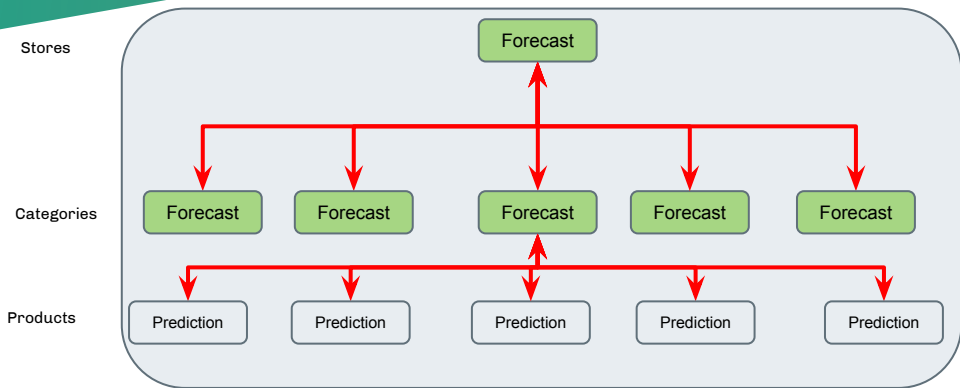 Stores
Forecast
Categories
Forecast
Forecast
Forecast
Forecast
Forecast
Products
Prediction
Prediction
Prediction
Prediction
Prediction